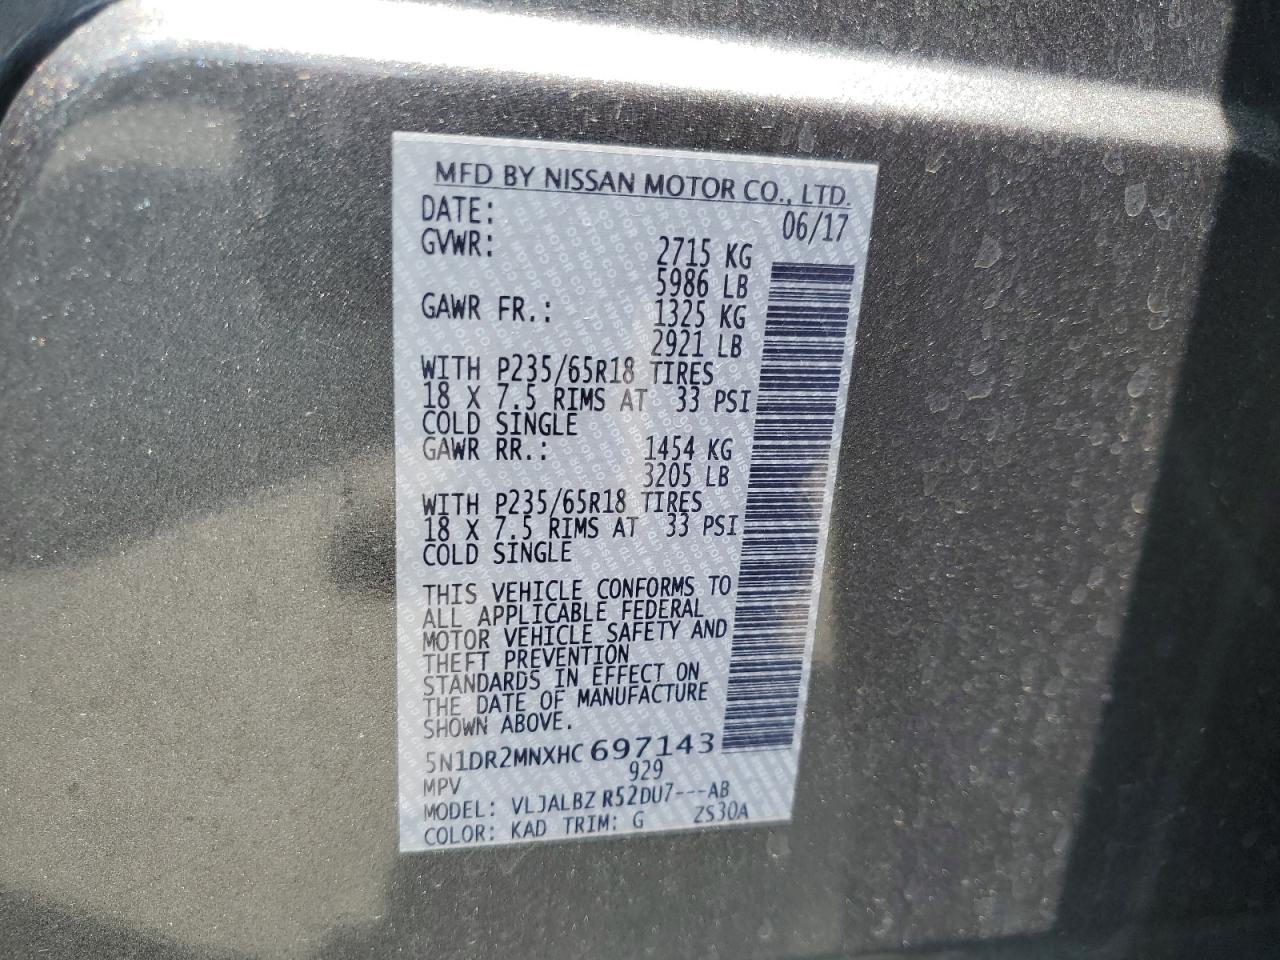 MFD BY NISSAN MOTOR CO., LTD.
DATE: 06/17
GVWR: 2715 KG
5986 LB
GAWR FR.: 1325 KG
2921 LB
WITH P235/65R18 TIRES
18 X 7.5 RIMS AT 33 PSI
COLD SINGLE
GAWR RR.: 1454 KG
3205 LB
WITH P235/65R18 TIRES
18 X 7.5 RIMS AT 33 PSI
COLD SINGLE
THIS VEHICLE CONFORMS TO
ALL APPLICABLE FEDERAL
MOTOR VEHICLE SAFETY AND
THEFT PREVENTION
STANDARDS IN EFFECT ON
THE DATE OF MANUFACTURE
SHOWN ABOVE.
5N1DR2MNXHC 697143
MPV 929
MODEL: VLJALBZ R52DU7---AB
COLOR: KAD TRIM: G ZS30A